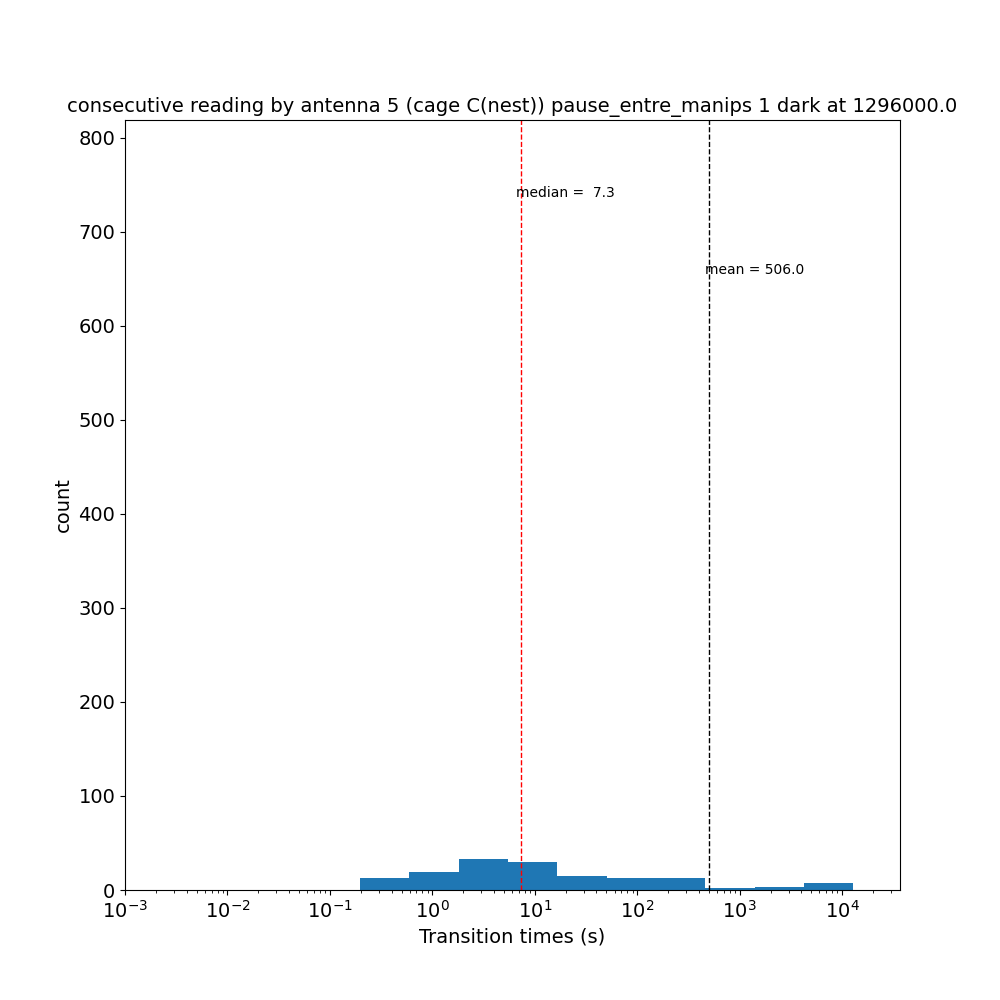 consecutive reading by antenna 5 (cage C(nest)) pause_entre_manips 1 dark at 1296000.0
800
median =  7.3
700
mean = 506.0
600
500
count
400
300
200
100
0
10⁻³ 10⁻² 10⁻¹ 10⁰ 10¹ 10² 10³ 10⁴
Transition times (s)